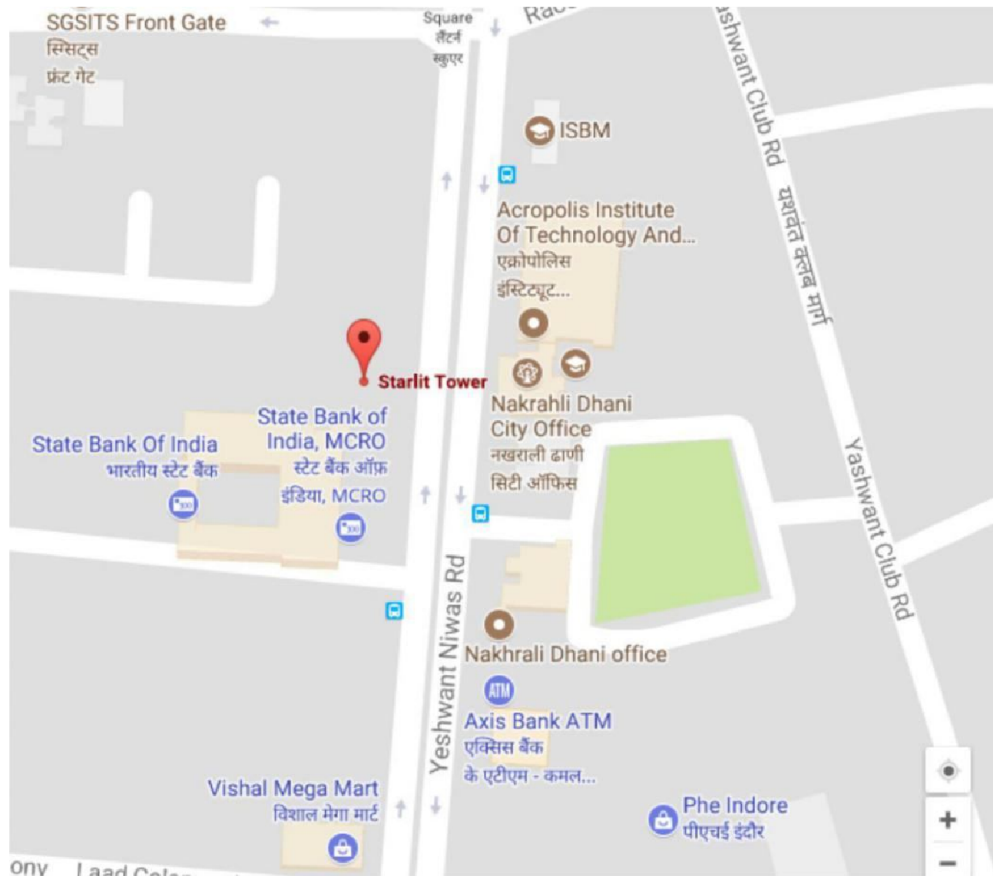 SGSITS Front Gate
स्ग्सिट्स
फ्रंट गेट
Square
लैंटर्न
स्कुएर
Yashwant Club Rd
यशवंत क्लब मार्ग
ISBM
Acropolis Institute
Of Technology And...
एक्रोपोलिस
इंस्टिट्यूट...
Starlit Tower
Nakrahli Dhani
City Office
नखराली ढाणी
सिटी ऑफिस
State Bank of
India, MCRO
स्टेट बैंक ऑफ़
इंडिया, MCRO
State Bank Of India
भारतीय स्टेट बैंक
Yashwant Club Rd
Yeshwant Niwas Rd
Nakhrali Dhani office
ATM
Axis Bank ATM
एक्सिस बैंक
के एटीएम - कमल...
Vishal Mega Mart
विशाल मेगा मार्ट
Phe Indore
पीएचई इंदौर
+
−
ony
Laad